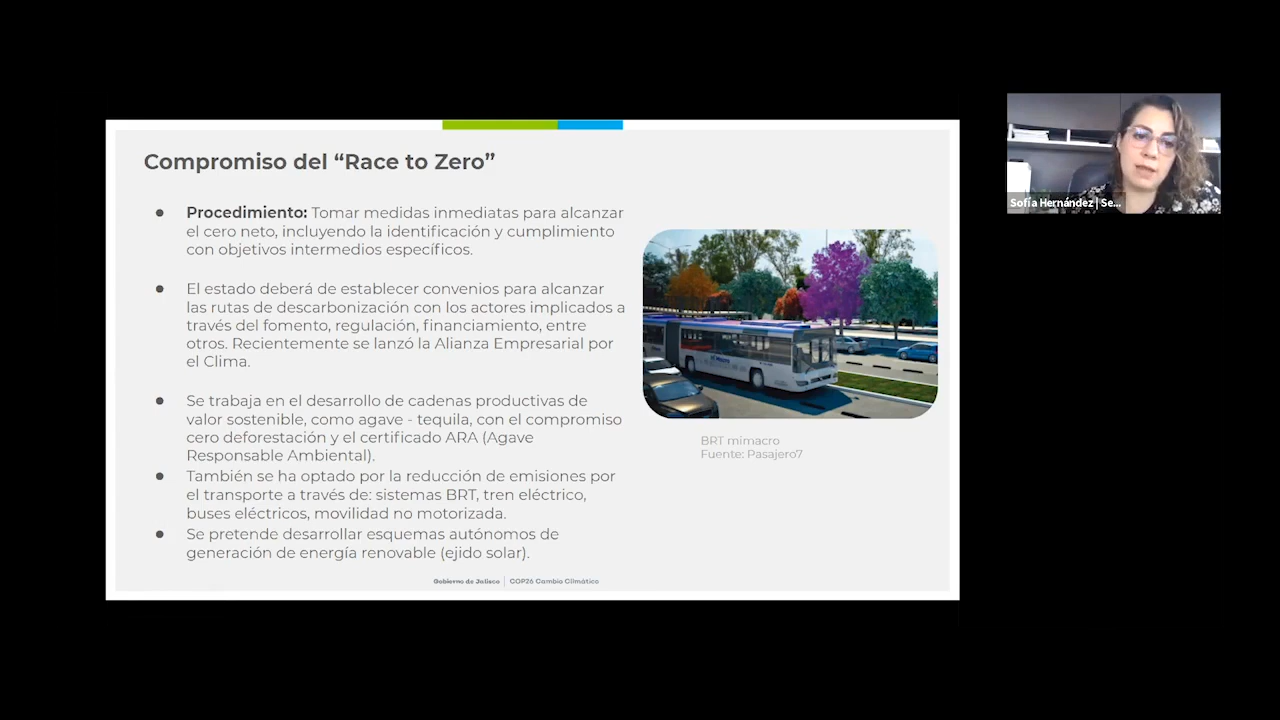 Compromiso del “Race to Zero”
● Procedimiento: Tomar medidas inmediatas para alcanzar
el cero neto, incluyendo la identificación y cumplimiento
con objetivos intermedios específicos.
● El estado deberá de establecer convenios para alcanzar
las rutas de descarbonización con los actores implicados a
través del fomento, regulación, financiamiento, entre
otros. Recientemente se lanzó la Alianza Empresarial por
el Clima.
● Se trabaja en el desarrollo de cadenas productivas de
valor sostenible, como agave - tequila, con el compromiso
cero deforestación y el certificado ARA (Agave
Responsable Ambiental).
● También se ha optado por la reducción de emisiones por
el transporte a través de: sistemas BRT, tren eléctrico,
buses eléctricos, movilidad no motorizada.
● Se pretende desarrollar esquemas autónomos de
generación de energía renovable (ejido solar).
BRT mimacro
Fuente: Pasajero7
Gobierno de Jalisco | COP26 Cambio Climático
Sofía Hernández | Se...